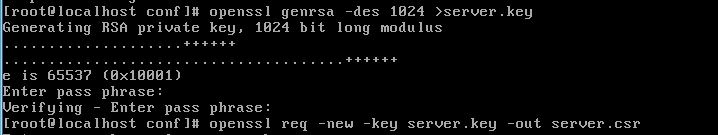 [root@localhost conf]# openssl genrsa -des 1024 >server.key
Generating RSA private key, 1024 bit long modulus
....................++++++
......................................++++++
e is 65537 (0x10001)
Enter pass phrase:
Verifying - Enter pass phrase:
[root@localhost conf]# openssl req -new -key server.key -out server.csr